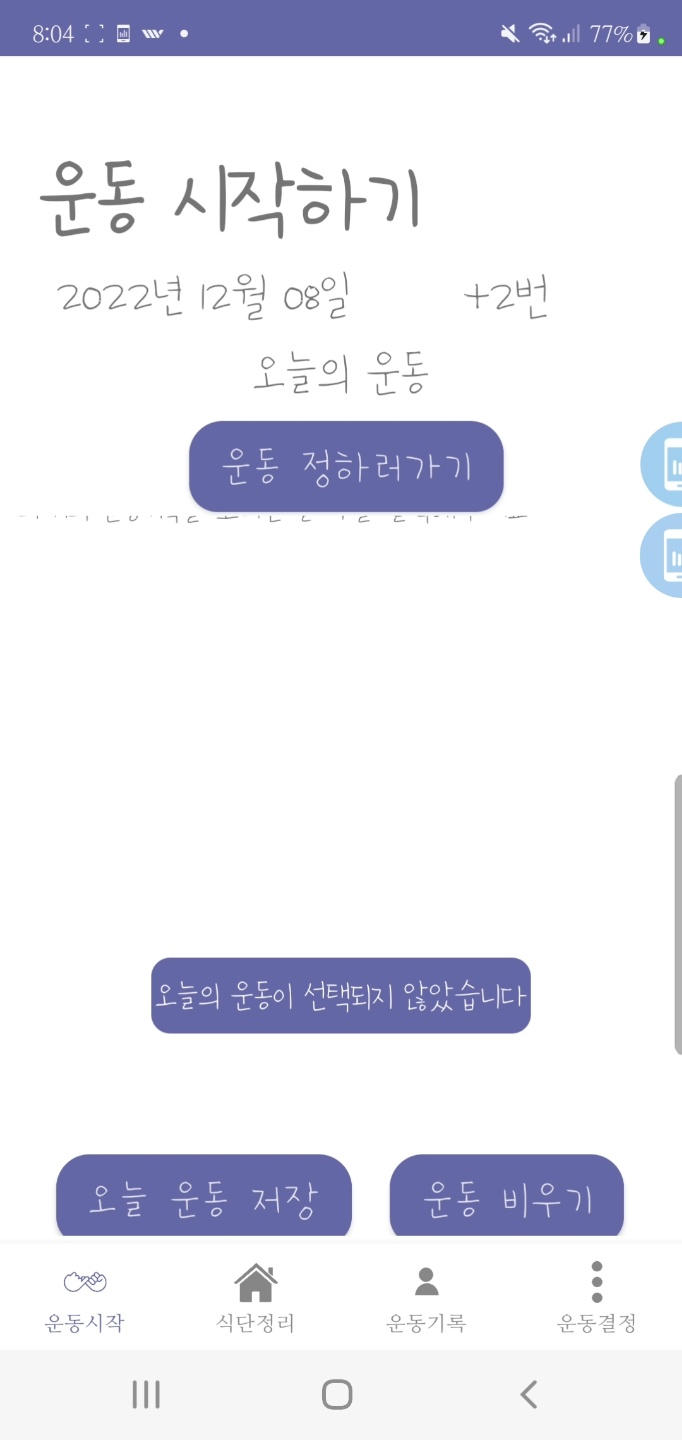 8:04 77%
운동 시작하기
2022년 12월 08일 +2번
오늘의 운동
운동 정하러가기
오늘의 운동이 선택되지 않았습니다
오늘 운동 저장 운동 비우기
운동시작 식단정리 운동기록 운동결정